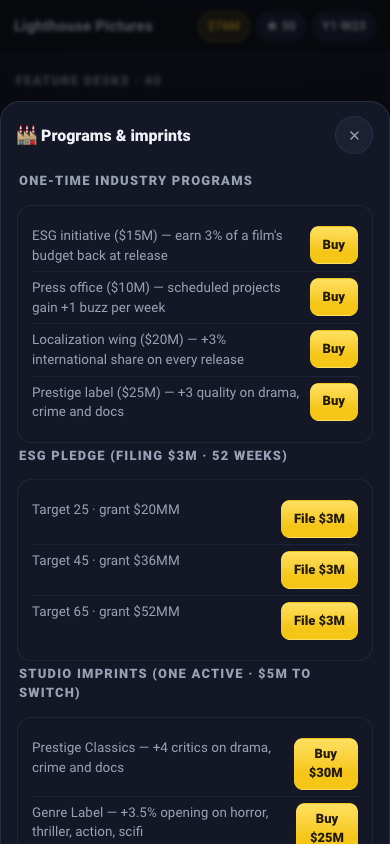 Lighthouse Pictures
$76M
★ 50
Y1·W23
FEATURE DESKS · 40
Programs & imprints
×
ONE-TIME INDUSTRY PROGRAMS
ESG initiative ($15M) — earn 3% of a film's
budget back at release
Buy
Press office ($10M) — scheduled projects
gain +1 buzz per week
Buy
Localization wing ($20M) — +3%
international share on every release
Buy
Prestige label ($25M) — +3 quality on drama,
crime and docs
Buy
ESG PLEDGE (FILING $3M · 52 WEEKS)
Target 25 · grant $20MM
File $3M
Target 45 · grant $36MM
File $3M
Target 65 · grant $52MM
File $3M
STUDIO IMPRINTS (ONE ACTIVE · $5M TO
SWITCH)
Prestige Classics — +4 critics on drama,
crime and docs
Buy
$30M
Genre Label — +3.5% opening on horror,
thriller, action, scifi
Buy
$25M